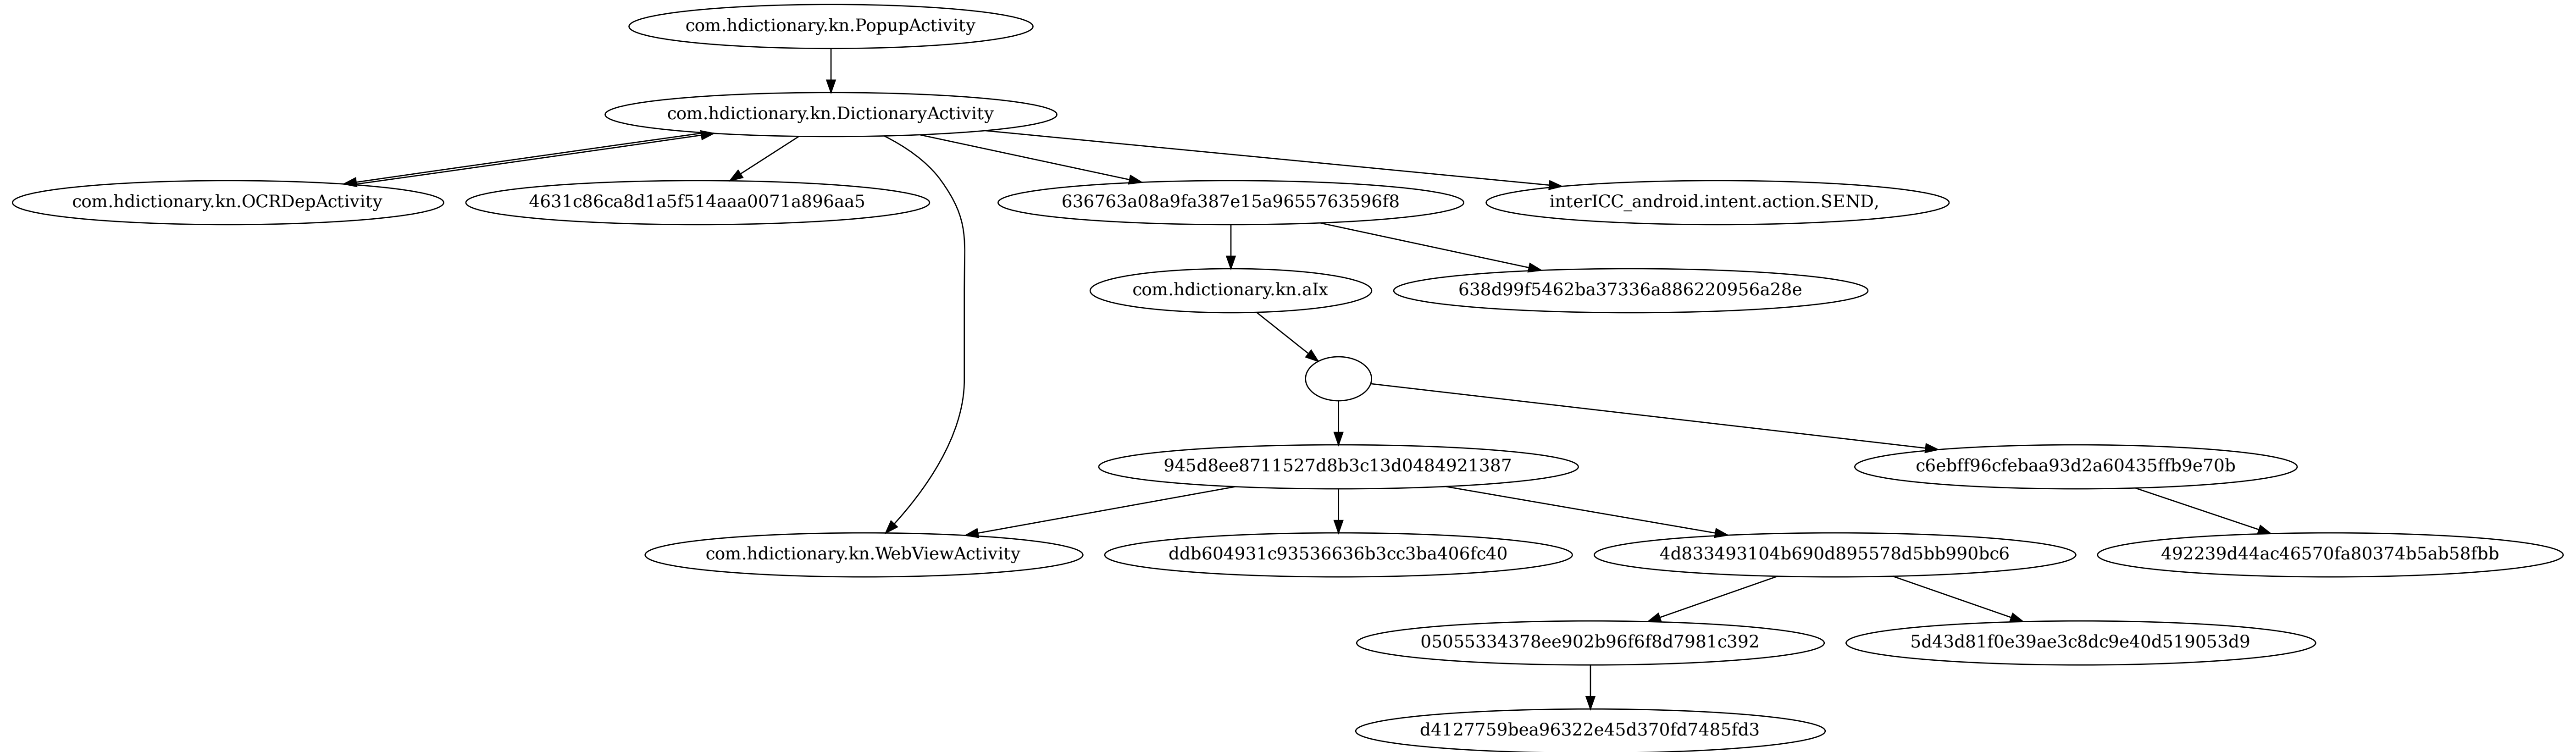 com.hdictionary.kn.PopupActivity
com.hdictionary.kn.DictionaryActivity
com.hdictionary.kn.OCRDepActivity
4631c86ca8d1a5f514aaa0071a896aa5
636763a08a9fa387e15a9655763596f8
interICC_android.intent.action.SEND,
com.hdictionary.kn.aIx
638d99f5462ba37336a886220956a28e
945d8ee8711527d8b3c13d0484921387
c6ebff96cfebaa93d2a60435ffb9e70b
com.hdictionary.kn.WebViewActivity
ddb604931c93536636b3cc3ba406fc40
4d833493104b690d895578d5bb990bc6
492239d44ac46570fa80374b5ab58fbb
05055334378ee902b96f6f8d7981c392
5d43d81f0e39ae3c8dc9e40d519053d9
d4127759bea96322e45d370fd7485fd3